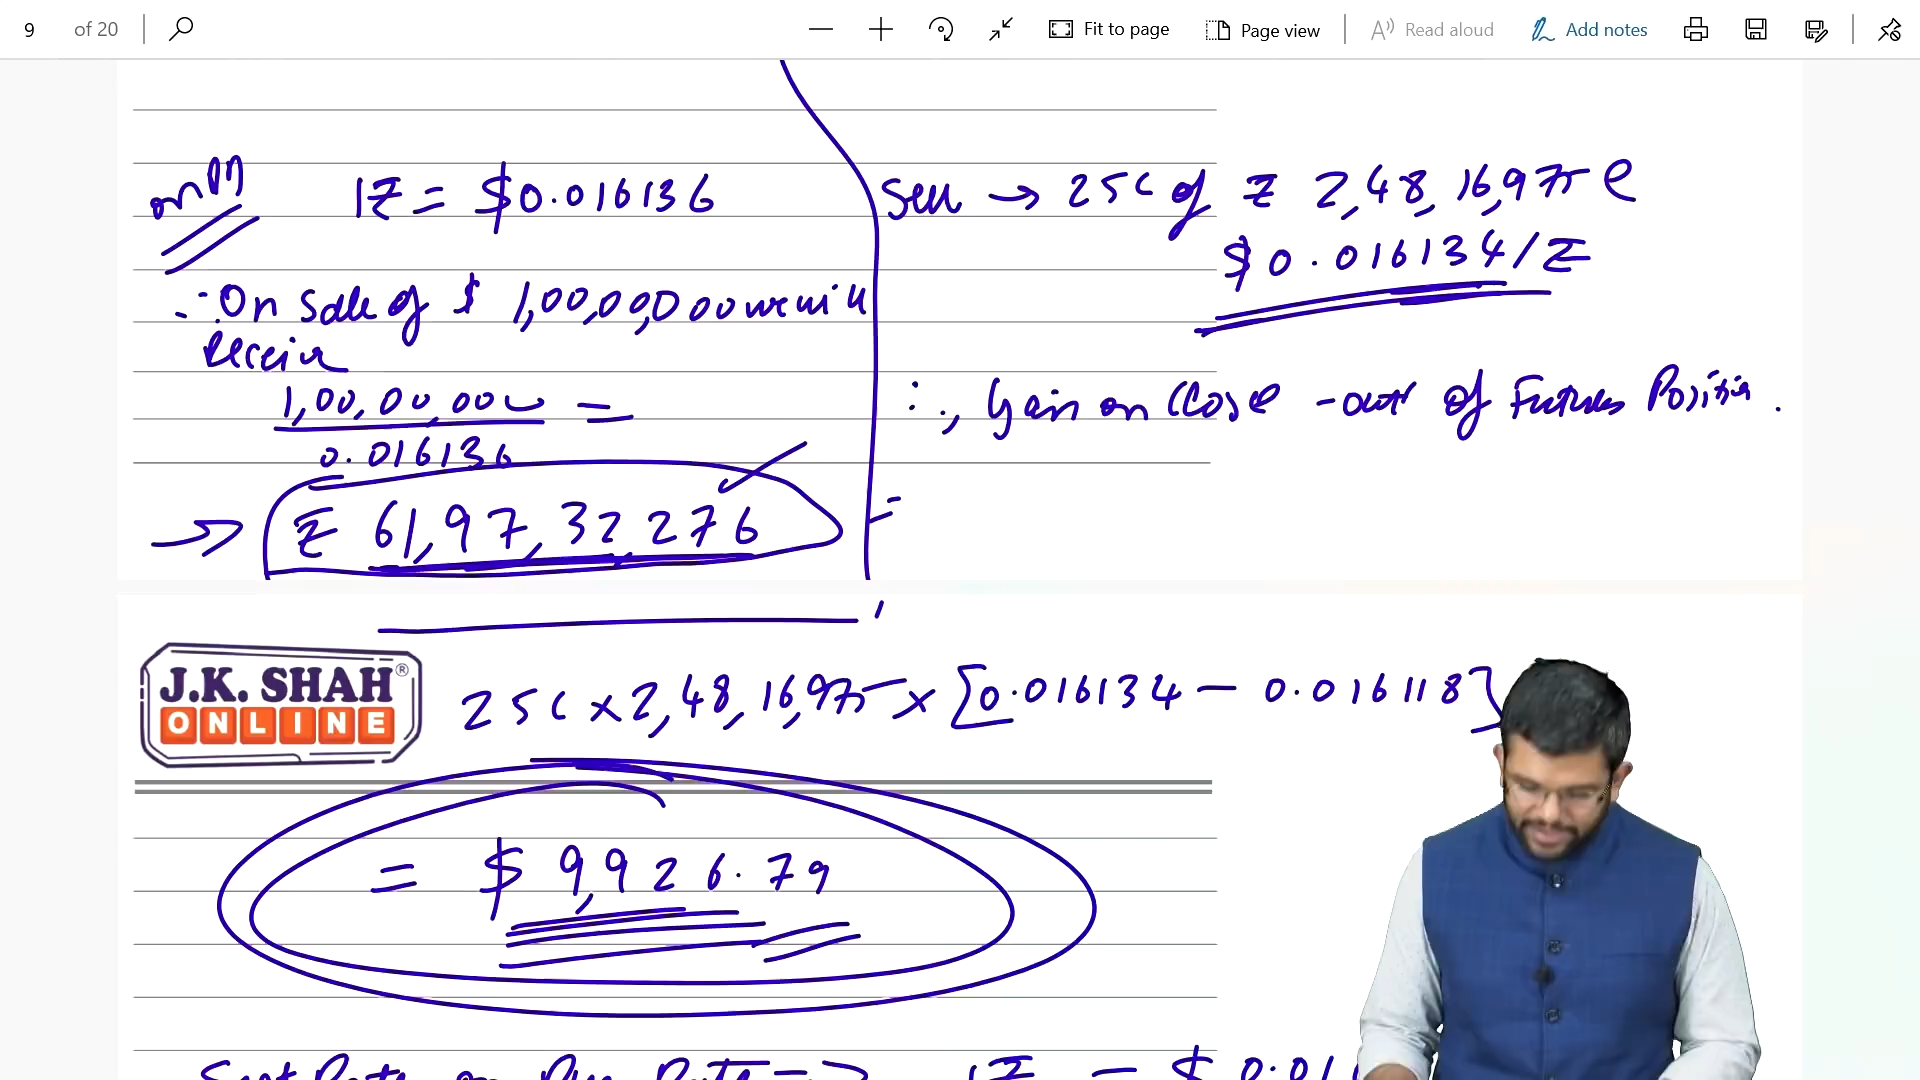 9 of 20
Fit to page
Page view
Read aloud
Add notes
on M
1₹ = $0.016136
∴ On sale of $ 1,00,00,000 we will
Receive
1,00,00,000 =
0.016136
→ ₹ 61,97,32,276
Sell → 25C of ₹ 2,48,16,975 @
$0.016134/₹
∴, Gain on Close-out of Futures Position.
=
J.K. SHAH®
ONLINE
25C × 2,48,16,975 × [0.016134 – 0.016118]
= $ 9,926.79
1₹ = $0.01